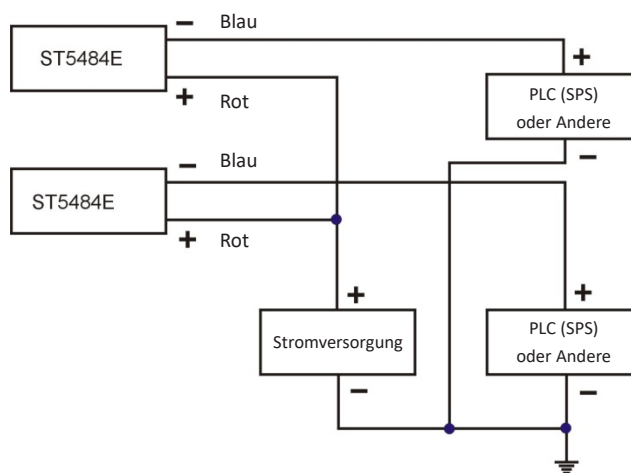 − Blau
ST5484E
+ Rot
+
PLC (SPS)
oder Andere
−
− Blau
ST5484E
+ Rot
+
Stromversorgung
−
+
PLC (SPS)
oder Andere
−